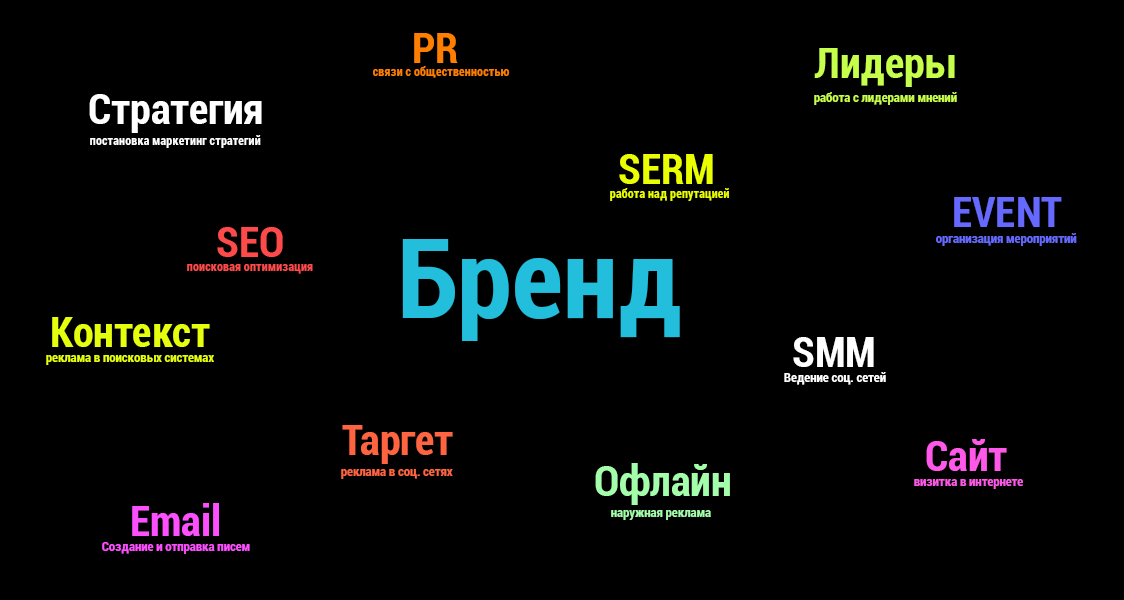 PR
связи с общественностью
Лидеры
работа с лидерами мнений
Стратегия
постановка маркетинг стратегий
SERM
работа над репутацией
EVENT
организация мероприятий
SEO
поисковая оптимизация
Бренд
Контекст
реклама в поисковых системах
SMM
Ведение соц. сетей
Таргет
реклама в соц. сетях
Сайт
визитка в интернете
Офлайн
наружная реклама
Email
Создание и отправка писем